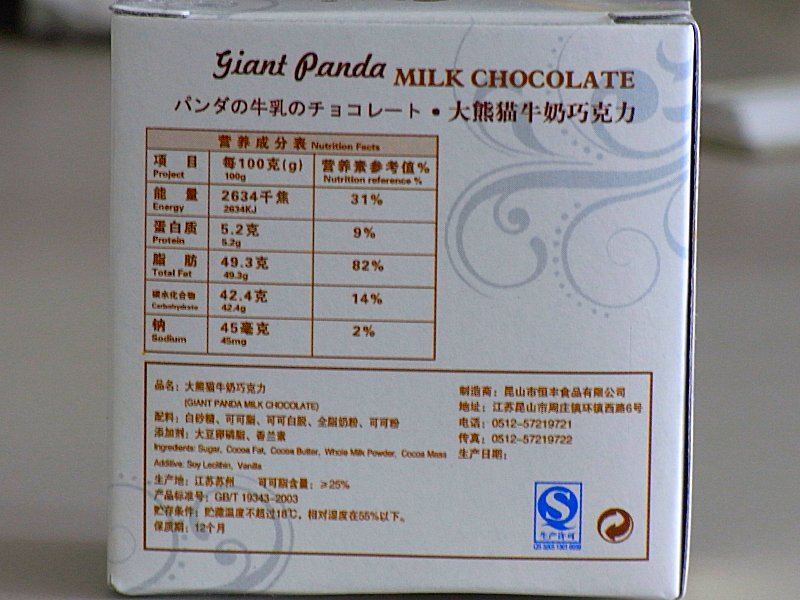 Giant Panda MILK CHOCOLATE
パンダの牛乳のチョコレート・大熊猫牛奶巧克力
营养成分表 Nutrition Facts
项目 每100克(g) 营养素参考值%
Project 100g Nutrition reference %
能量 2634千焦 31%
Energy 2634KJ
蛋白质 5.2克 9%
Protein 5.2g
脂肪 49.3克 82%
Total Fat 49.3g
碳水化合物 42.4克 14%
Carbohydrate 42.4g
钠 45毫克 2%
Sodium 45mg
品名：大熊猫牛奶巧克力
(GIANT PANDA MILK CHOCOLATE)
配料：白砂糖、可可脂、可可白脱、全脂奶粉、可可粉
添加剂：大豆卵磷脂、香兰素
Ingredients: Sugar, Cocoa Fat, Cocoa Butter, Whole Milk Powder, Cocoa Mass
Additive: Soy Lecithin, Vanilla
生产地：江苏苏州 可可脂含量：≥25%
产品标准号：GB/T 19343-2003
贮存条件：贮藏温度不超过18℃，相对湿度在55%以下。
保质期：12个月
制造商：昆山市恒丰食品有限公司
地址：江苏昆山市周庄镇环镇西路6号
电话：0512-57219721
传真：0512-57219722
生产日期：
生产许可